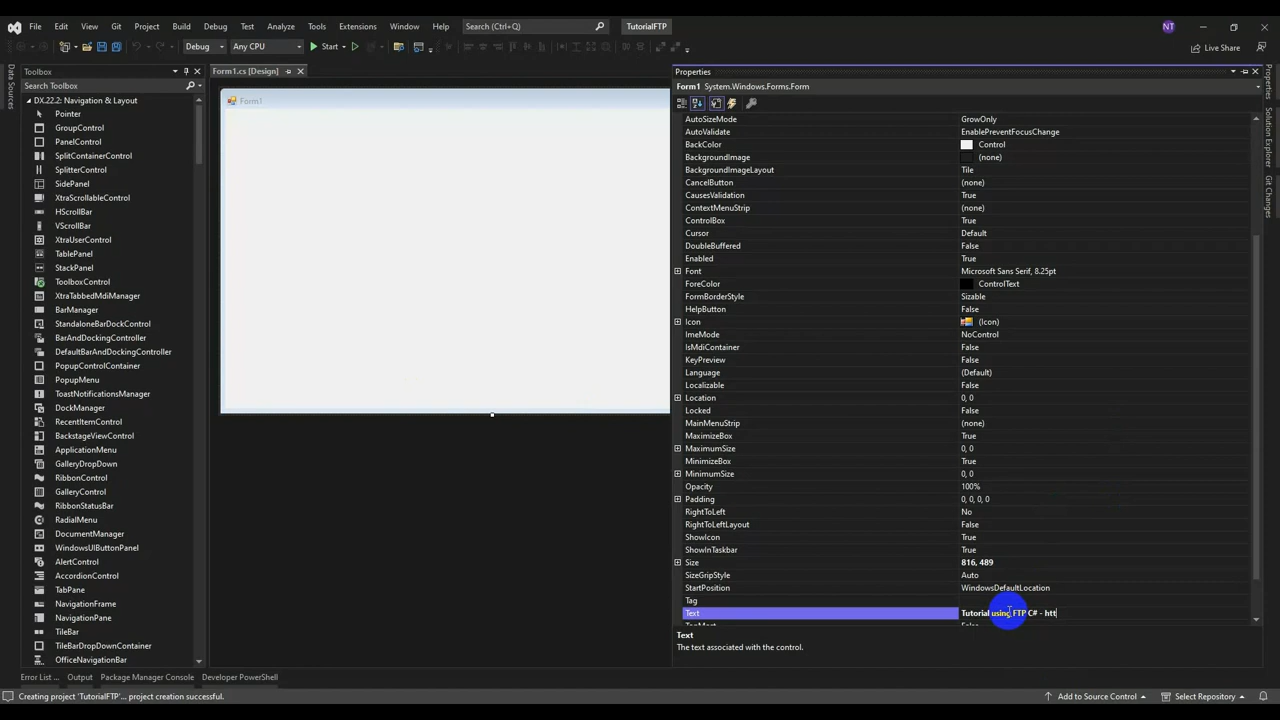 File Edit View Git Project Build Debug Test Analyze Tools Extensions Window Help Search (Ctrl+Q) TutorialFTP NT
Debug Any CPU Start Live Share
Data Sources
Toolbox
Search Toolbox
DX.22.2: Navigation & Layout
Pointer
GroupControl
PanelControl
SplitContainerControl
SplitterControl
SidePanel
XtraScrollableControl
HScrollBar
VScrollBar
XtraUserControl
TablePanel
StackPanel
ToolboxControl
XtraTabbedMdiManager
BarManager
StandaloneBarDockControl
BarAndDockingController
DefaultBarAndDockingController
PopupControlContainer
PopupMenu
ToastNotificationsManager
DockManager
RecentItemControl
BackstageViewControl
ApplicationMenu
GalleryDropDown
RibbonControl
GalleryControl
RibbonStatusBar
RadialMenu
DocumentManager
WindowsUIButtonPanel
AlertControl
AccordionControl
TabPane
NavigationFrame
NavigationPane
TileBar
TileBarDropDownContainer
OfficeNavigationBar
Form1.cs [Design]
Form1
Properties
Form1 System.Windows.Forms.Form
AutoSizeMode GrowOnly
AutoValidate EnablePreventFocusChange
BackColor Control
BackgroundImage (none)
BackgroundImageLayout Tile
CancelButton (none)
CausesValidation True
ContextMenuStrip (none)
ControlBox True
Cursor Default
DoubleBuffered False
Enabled True
Font Microsoft Sans Serif, 8.25pt
ForeColor ControlText
FormBorderStyle Sizable
HelpButton False
Icon (Icon)
ImeMode NoControl
IsMdiContainer False
KeyPreview False
Language (Default)
Localizable False
Location 0, 0
Locked False
MainMenuStrip (none)
MaximizeBox True
MaximumSize 0, 0
MinimizeBox True
MinimumSize 0, 0
Opacity 100%
Padding 0, 0, 0, 0
RightToLeft No
RightToLeftLayout False
ShowIcon True
ShowInTaskbar True
Size 816, 489
SizeGripStyle Auto
StartPosition WindowsDefaultLocation
Tag
Text Tutorial using FTP C# - htt
Text
The text associated with the control.
Properties
Solution Explorer
Git Changes
Error List ... Output Package Manager Console Developer PowerShell
Creating project 'TutorialFTP'... project creation successful. Add to Source Control Select Repository